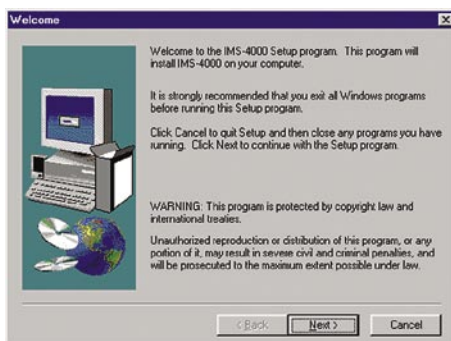 Welcome
Welcome to the IMS-4000 Setup program. This program will
install IMS-4000 on your computer.
It is strongly recommended that you exit all Windows programs
before running this Setup program.
Click Cancel to quit Setup and then close any programs you have
running. Click Next to continue with the Setup program.
WARNING: This program is protected by copyright law and
international treaties.
Unauthorized reproduction or distribution of this program, or any
portion of it, may result in severe civil and criminal penalties, and
will be prosecuted to the maximum extent possible under law.
< Back
Next >
Cancel